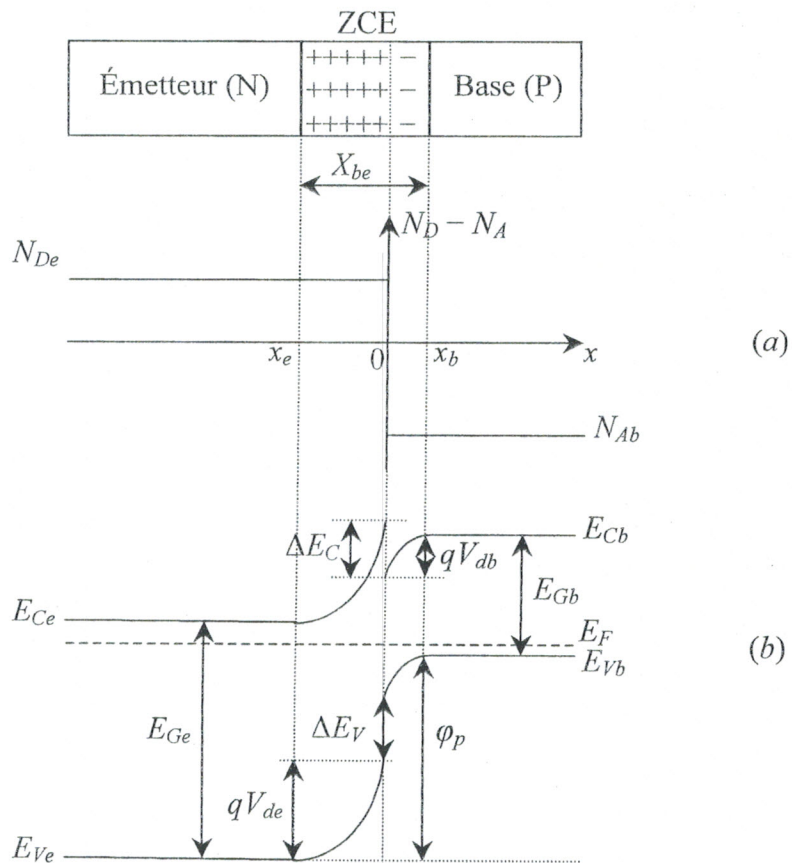 ZCE
Émetteur (N)
+++++ −
+++++ −
+++++ −
Base (P)
X_be
N_D − N_A
N_De
x_e
0
x_b
x
(a)
N_Ab
ΔE_C
qV_db
E_Cb
E_Gb
E_Ce
E_F
E_Vb
(b)
E_Ge
ΔE_V
φ_p
qV_de
E_Ve